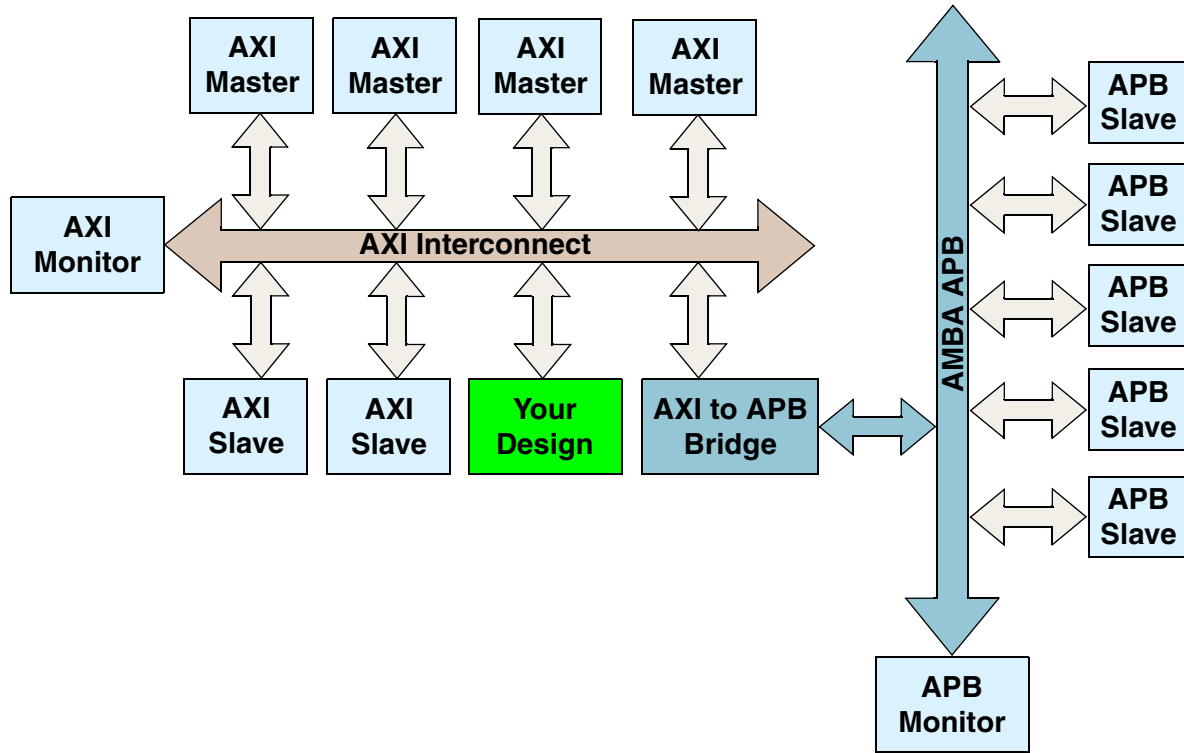 AXI
Master
AXI
Master
AXI
Master
AXI
Master
AXI
Monitor
AXI Interconnect
AXI
Slave
AXI
Slave
Your
Design
AXI to APB
Bridge
AMBA APB
APB
Slave
APB
Slave
APB
Slave
APB
Slave
APB
Slave
APB
Monitor